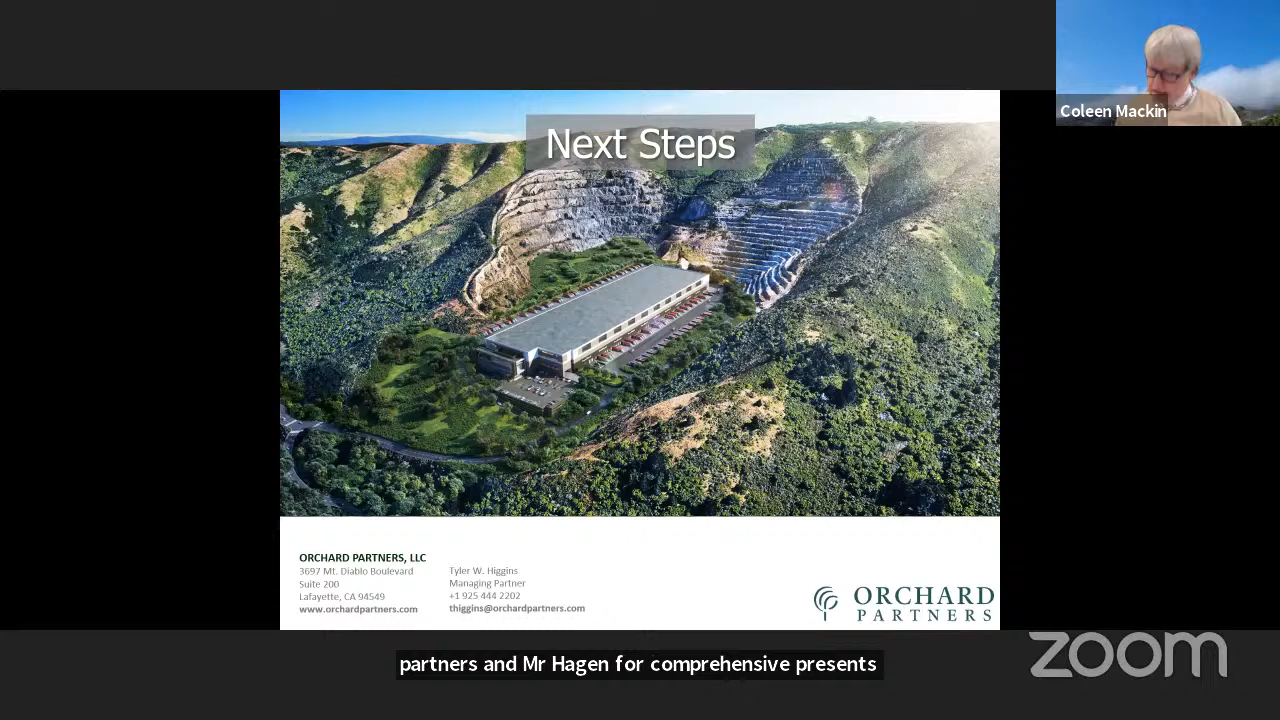 Coleen Mackin
Next Steps
ORCHARD PARTNERS, LLC
3697 Mt. Diablo Boulevard
Suite 200
Lafayette, CA 94549
www.orchardpartners.com
Tyler W. Higgins
Managing Partner
+1 925 444 2202
thiggins@orchardpartners.com
ORCHARD
PARTNERS
partners and Mr Hagen for comprehensive presents
zoom